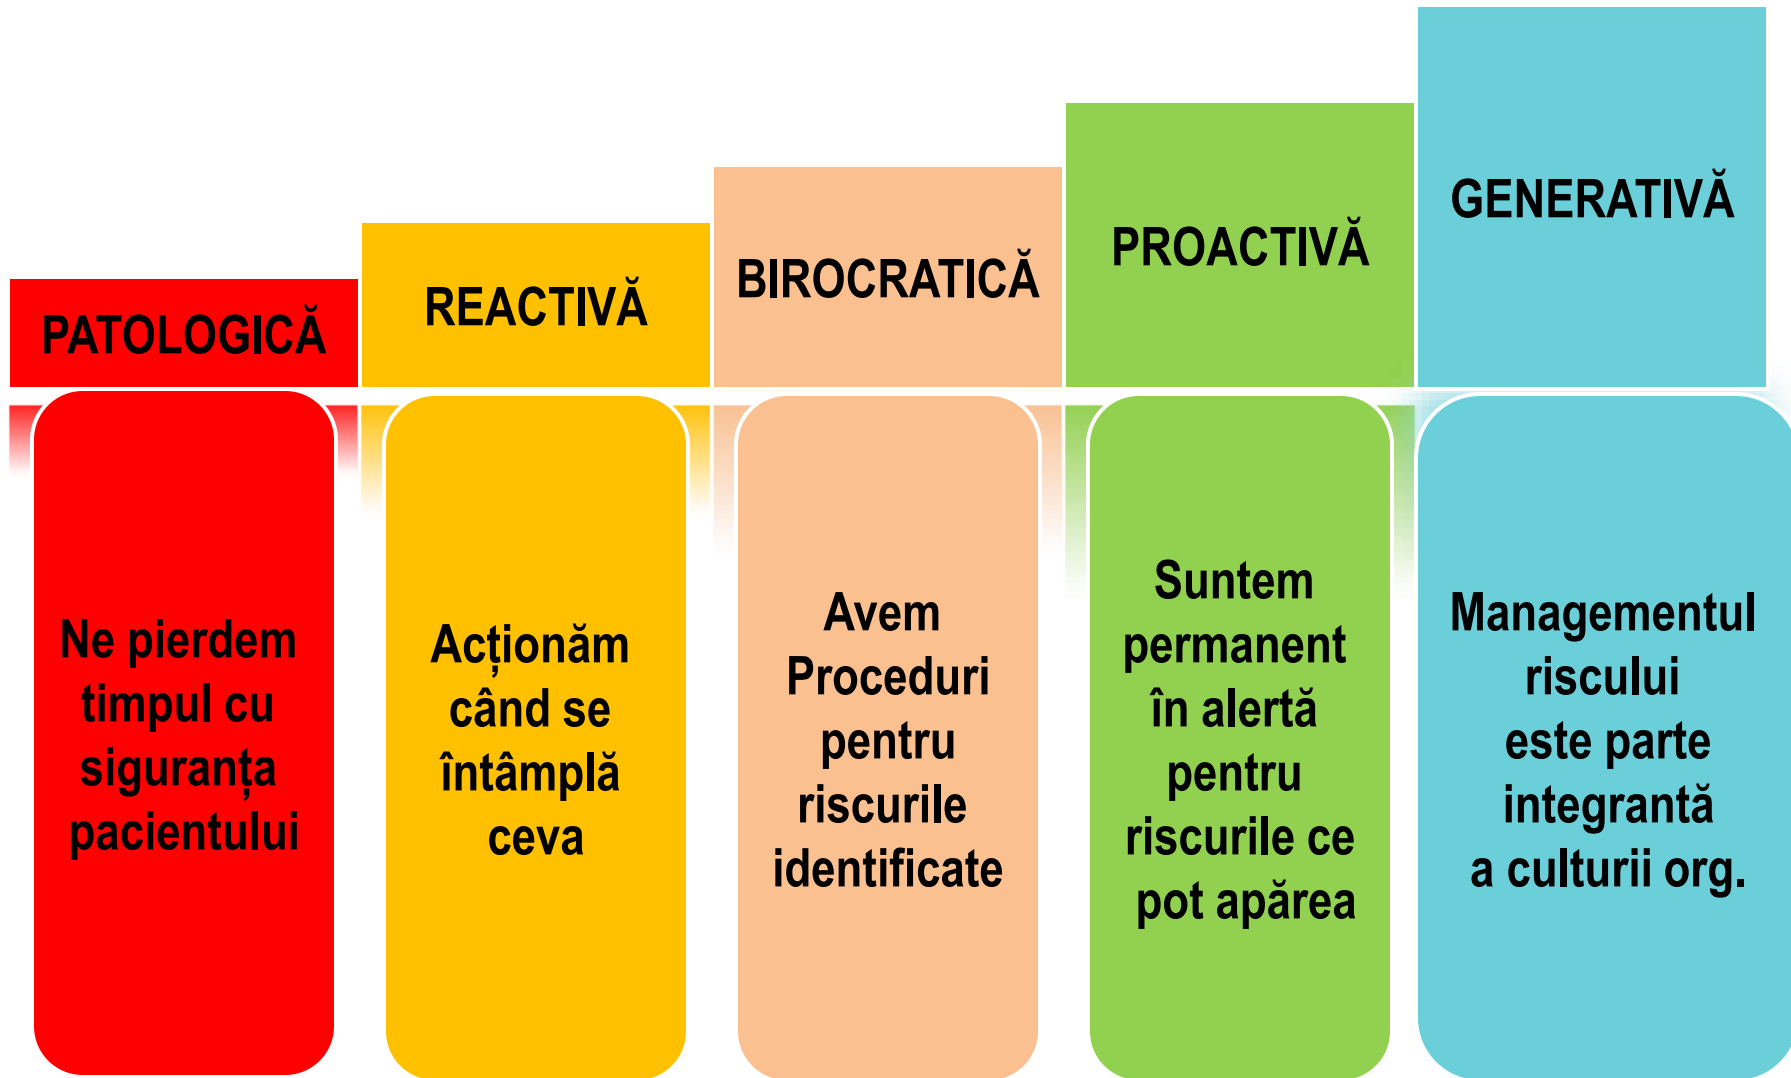 PATOLOGICĂ
REACTIVĂ
BIROCRATICĂ
PROACTIVĂ
GENERATIVĂ
Ne pierdem
timpul cu
siguranța
pacientului
Acționăm
când se
întâmplă
ceva
Avem
Proceduri
pentru
riscurile
identificate
Suntem
permanent
în alertă
pentru
riscurile ce
pot apărea
Managementul
riscului
este parte
integrantă
a culturii org.